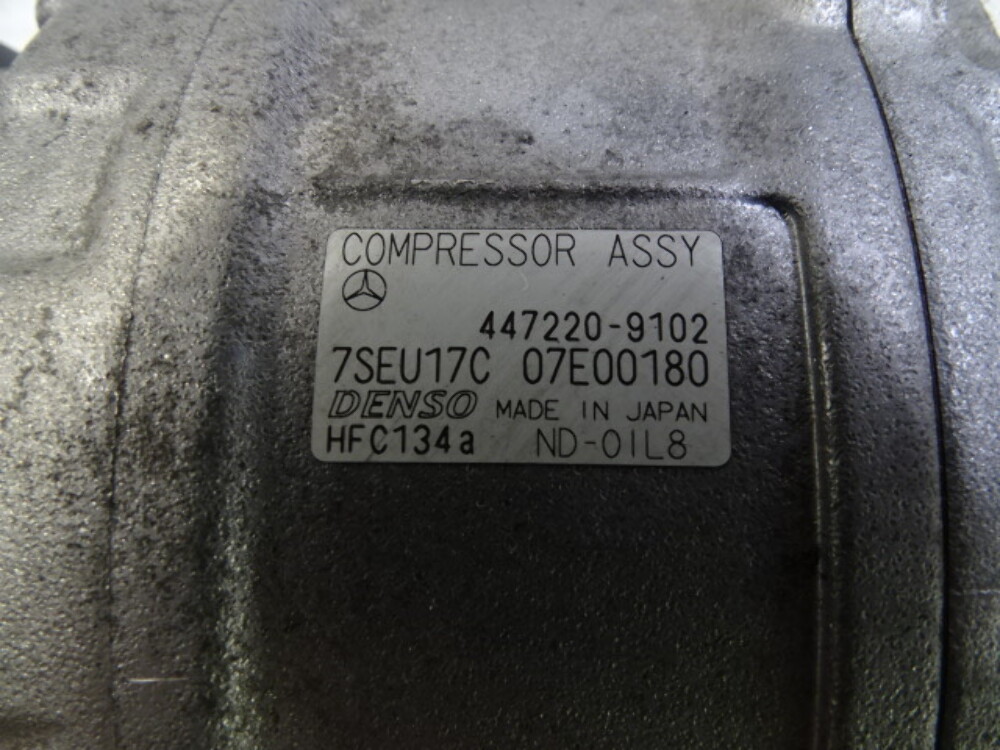 COMPRESSOR ASSY
447220-9102
7SEU17C 07E00180
DENSO MADE IN JAPAN
HFC134a ND-OIL8